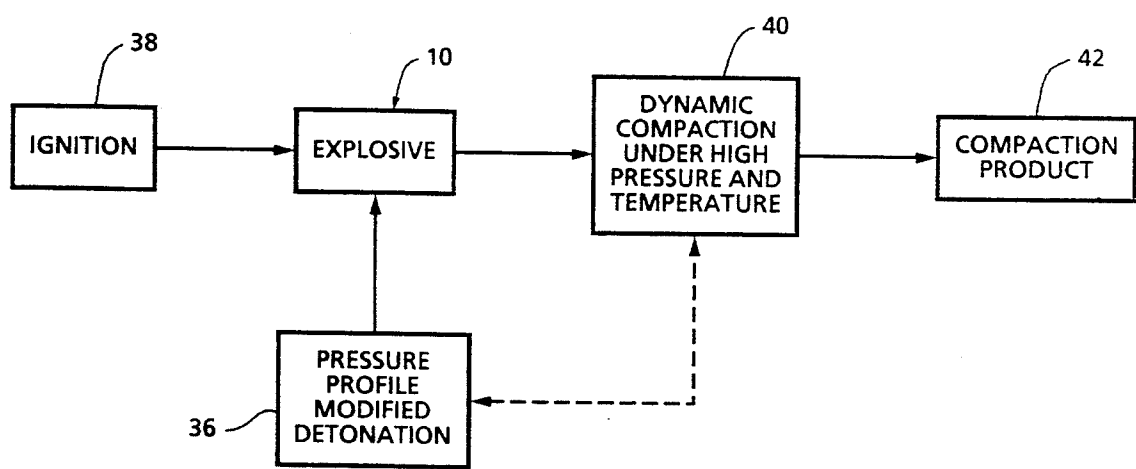 38
10
40
42
IGNITION
EXPLOSIVE
DYNAMIC
COMPACTION
UNDER HIGH
PRESSURE AND
TEMPERATURE
COMPACTION
PRODUCT
PRESSURE
PROFILE
MODIFIED
DETONATION
36